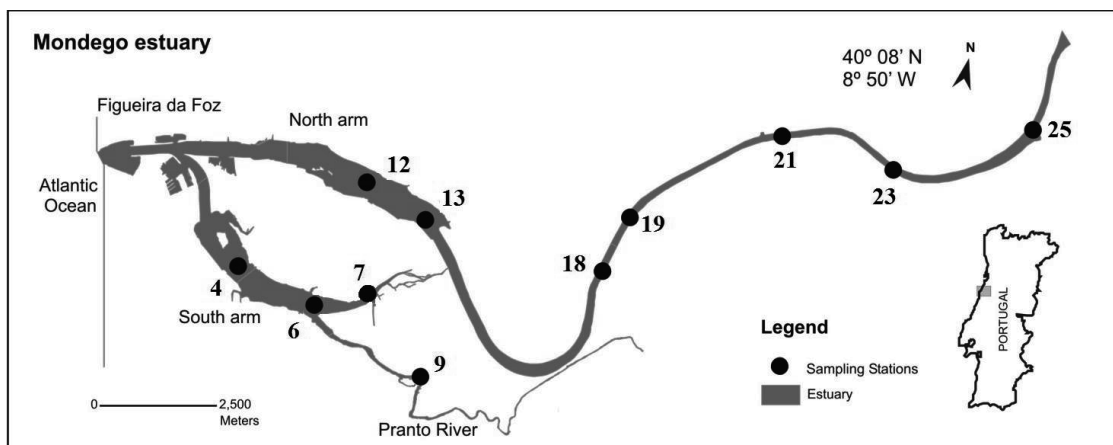 Mondego estuary
40º 08’ N
8º 50’ W
N
Figueira da Foz
North arm
Atlantic
Ocean
12
13
4
7
6
South arm
9
18
19
21
23
25
Pranto River
0
2,500
Meters
Legend
Sampling Stations
Estuary
PORTUGAL